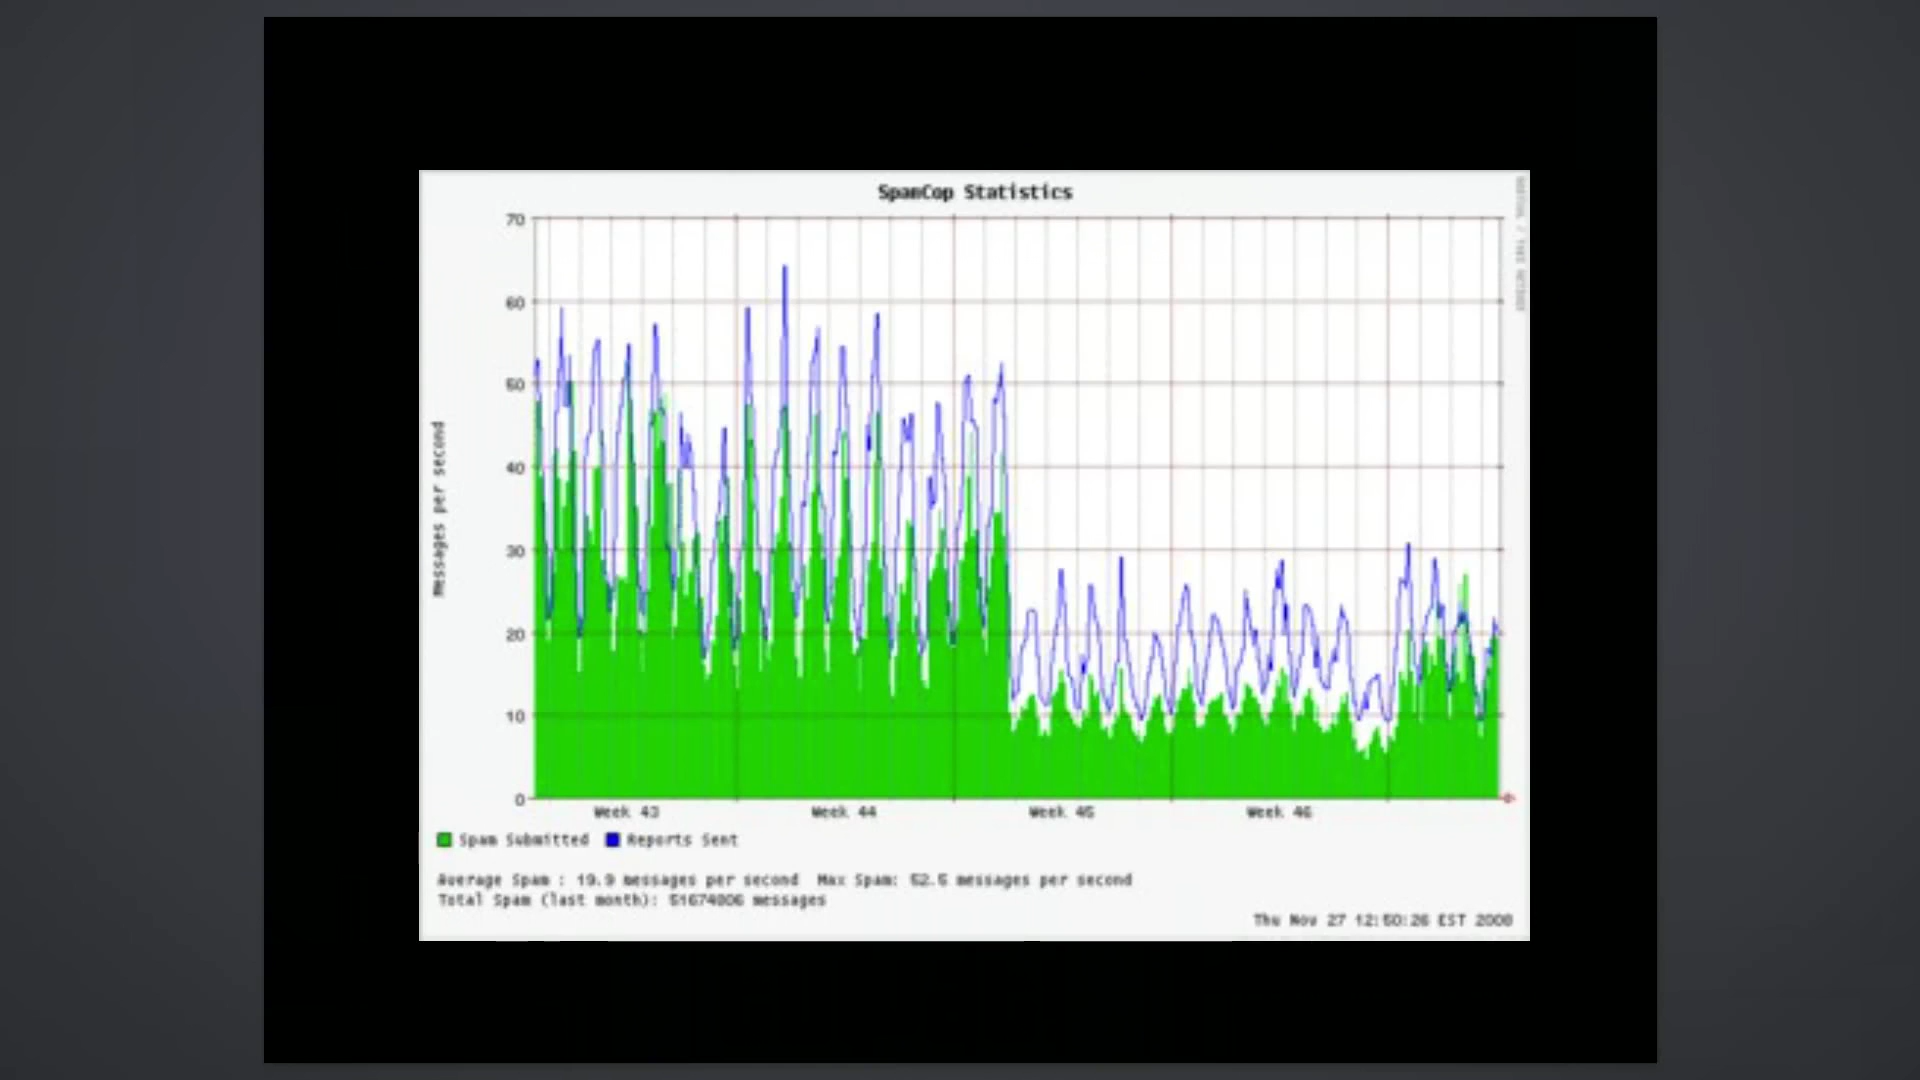 SpamCop Statistics
70
60
50
40
30
20
10
0
messages per second
Week 43
Week 44
Week 45
Week 46
Spam Submitted
Reports Sent
Average Spam : 19.9 messages per second Max Spam: 52.5 messages per second
Total Spam (last month): 51674806 messages
Thu Nov 27 12:50:26 EST 2008